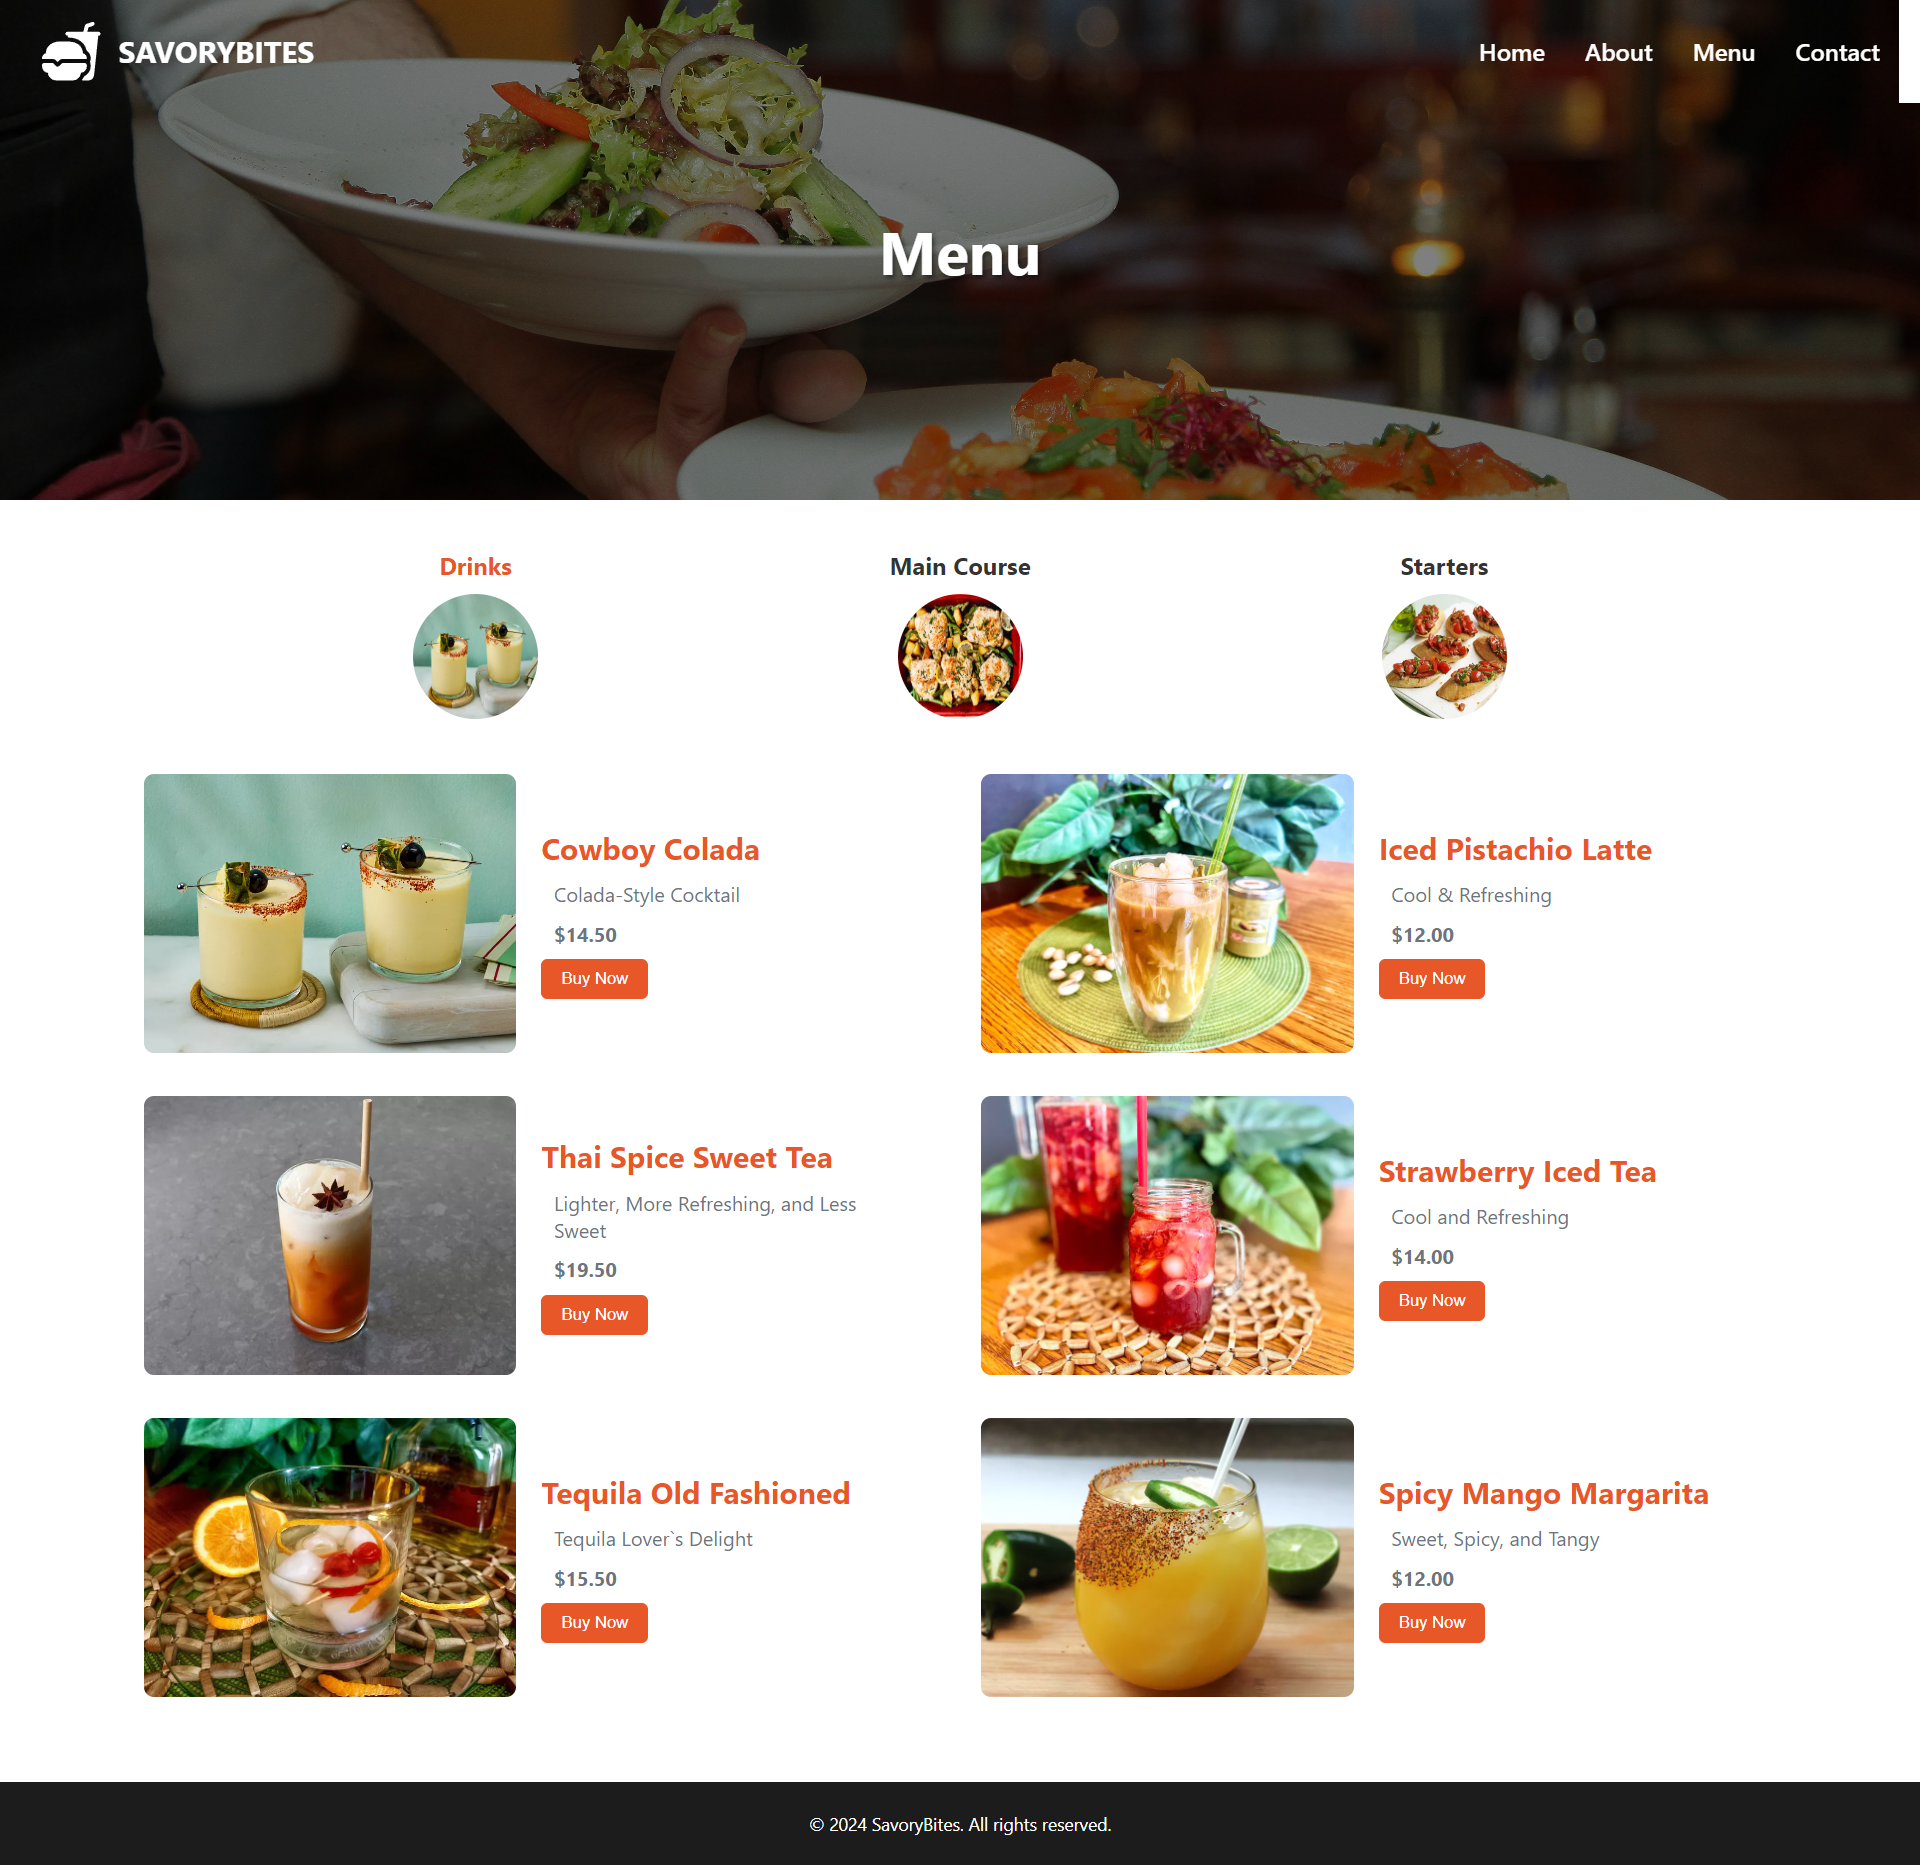 SAVORYBITES
Home
About
Menu
Contact
Menu
Drinks
Main Course
Starters
Cowboy Colada
Colada-Style Cocktail
$14.50
Buy Now
Iced Pistachio Latte
Cool & Refreshing
$12.00
Buy Now
Thai Spice Sweet Tea
Lighter, More Refreshing, and Less
Sweet
$19.50
Buy Now
Strawberry Iced Tea
Cool and Refreshing
$14.00
Buy Now
Tequila Old Fashioned
Tequila Lover`s Delight
$15.50
Buy Now
Spicy Mango Margarita
Sweet, Spicy, and Tangy
$12.00
Buy Now
© 2024 SavoryBites. All rights reserved.